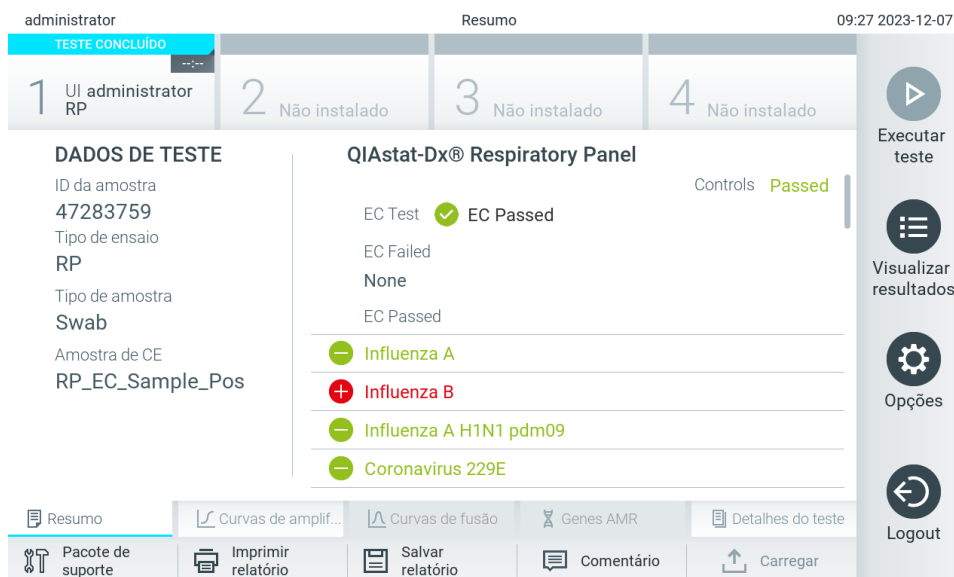 administrator
Resumo
09:27 2023-12-07
TESTE CONCLUÍDO
--:--
1
UI administrator
RP
2 Não instalado
3 Não instalado
4 Não instalado
DADOS DE TESTE
ID da amostra
47283759
Tipo de ensaio
RP
Tipo de amostra
Swab
Amostra de CE
RP_EC_Sample_Pos
QIAstat-Dx® Respiratory Panel
Controls Passed
EC Test EC Passed
EC Failed
None
EC Passed
Influenza A
Influenza B
Influenza A H1N1 pdm09
Coronavirus 229E
Executar
teste
Visualizar
resultados
Opções
Logout
Resumo
Curvas de amplif...
Curvas de fusão
Genes AMR
Detalhes do teste
Pacote de
suporte
Imprimir
relatório
Salvar
relatório
Comentário
Carregar